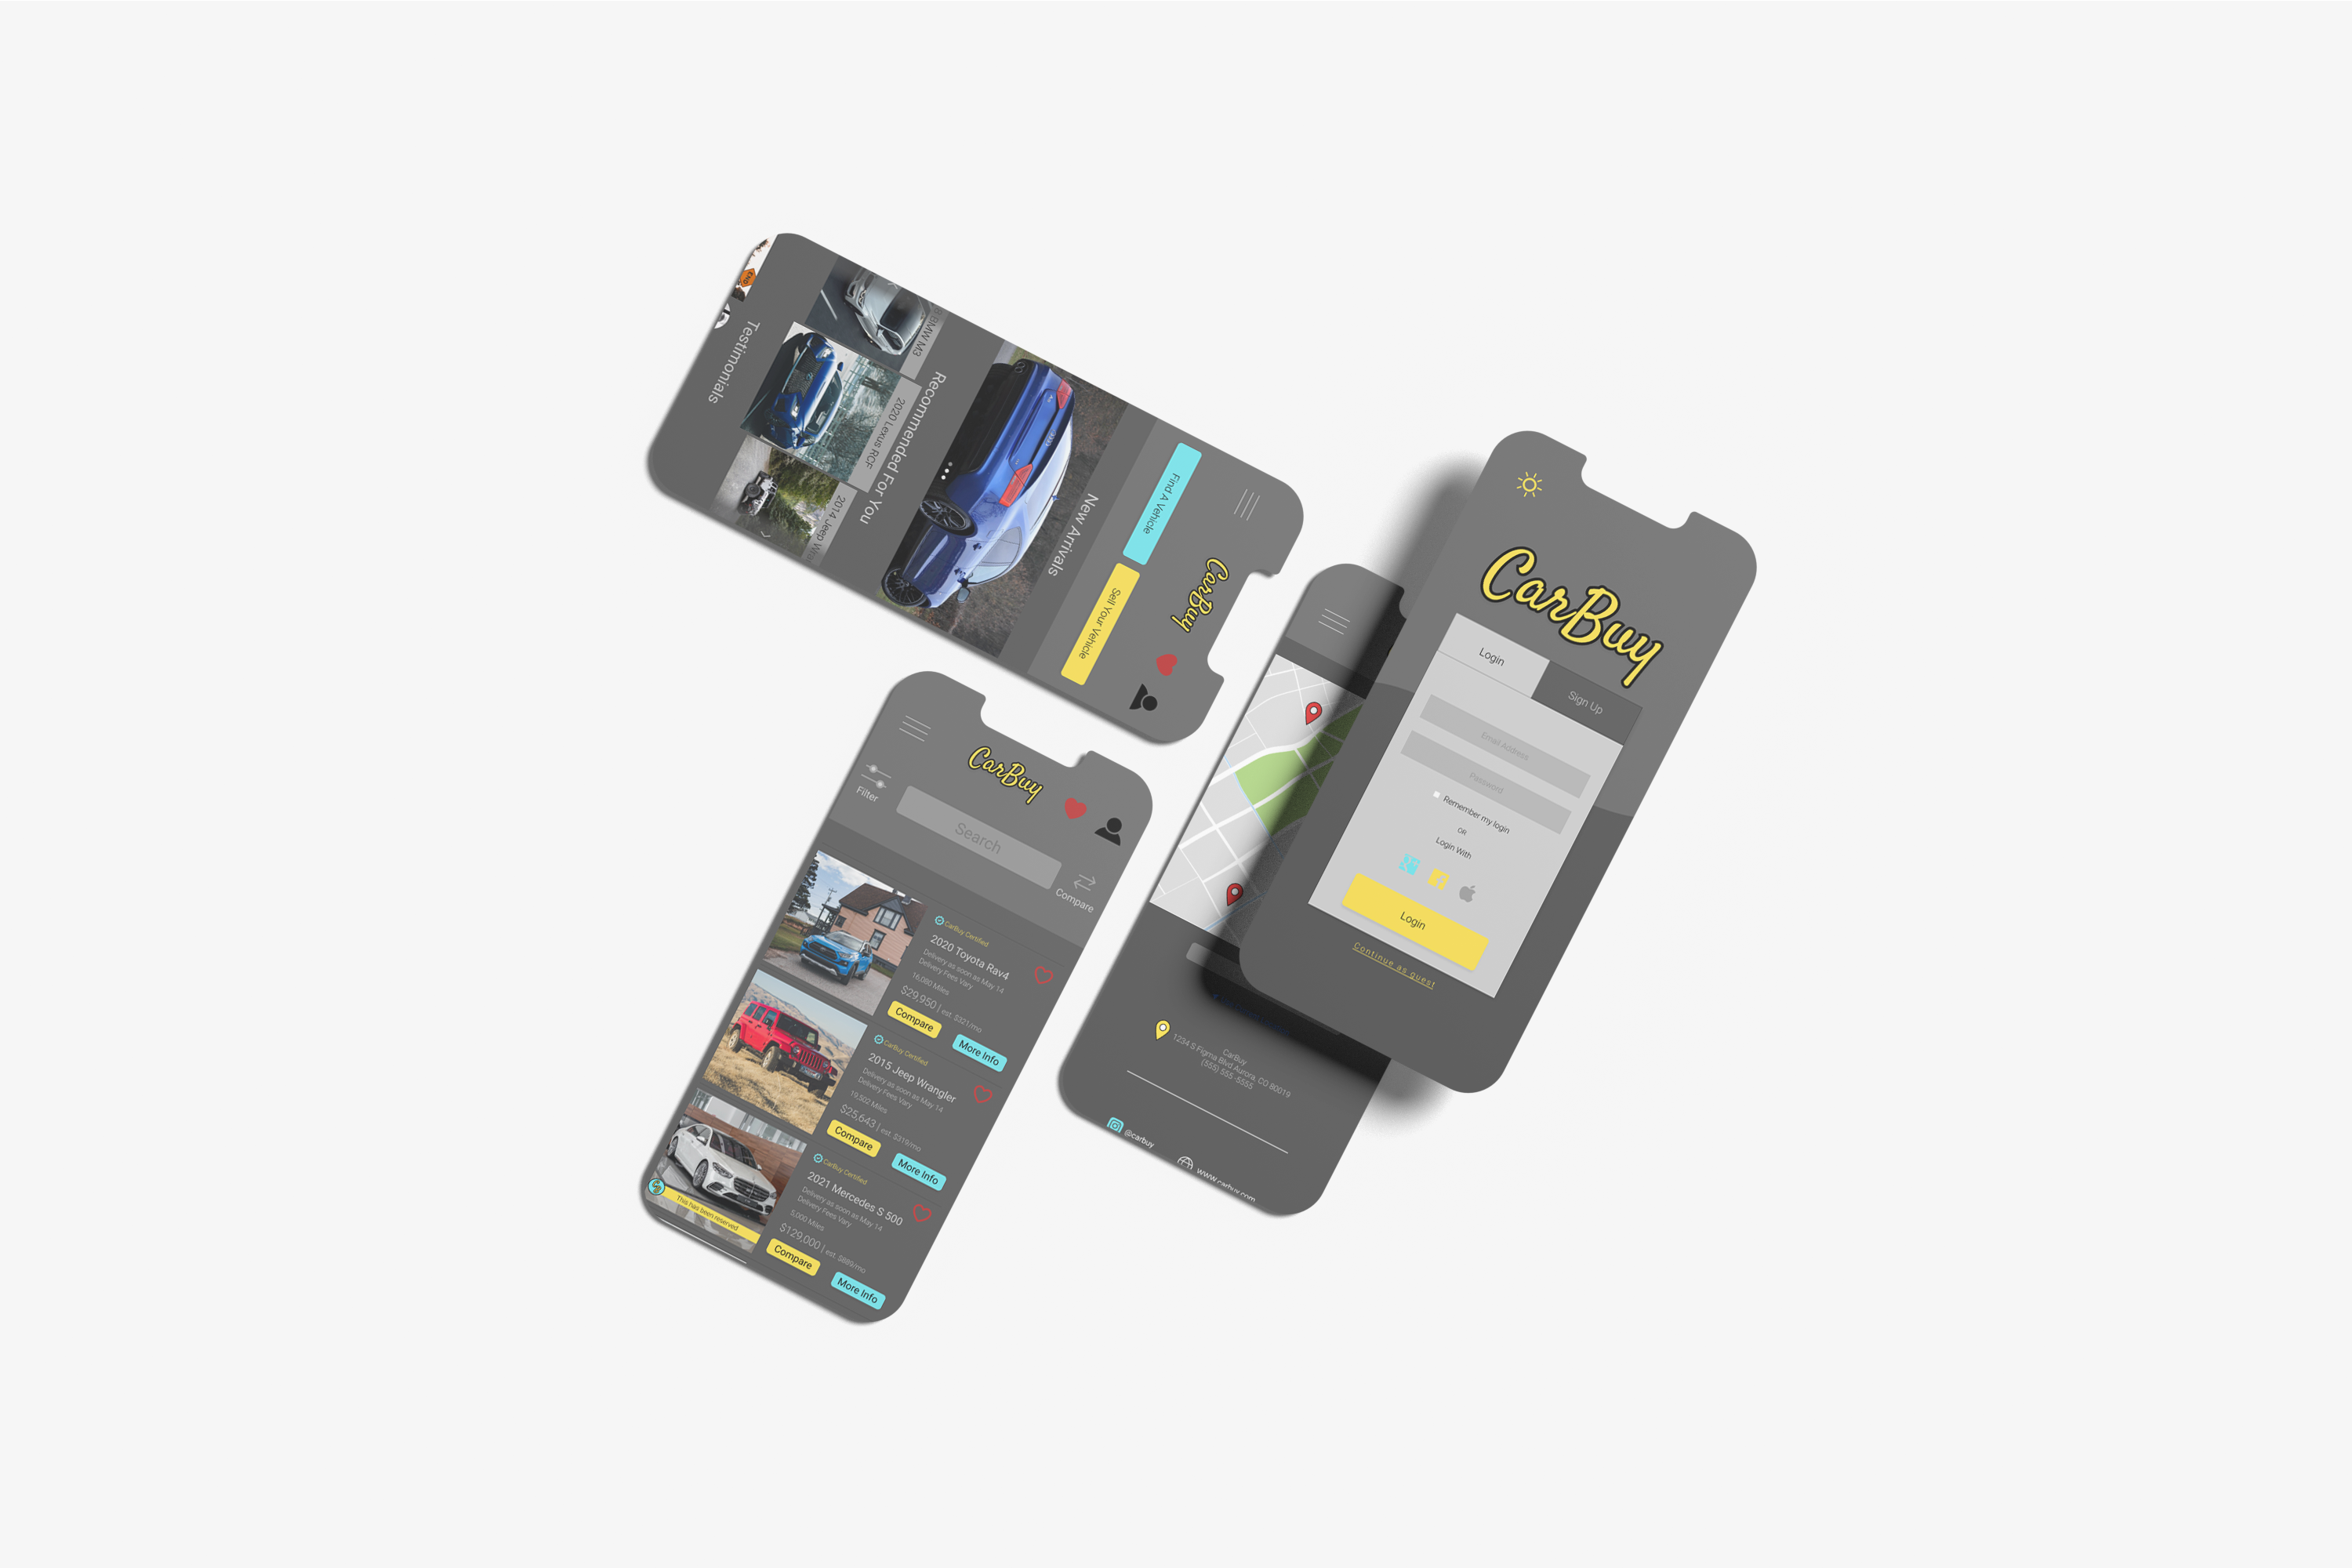 CarBuy
Find A Vehicle
Sell Your Vehicle
New Arrivals
Recommended For You
BMW M3
2020 Lexus RCF
2014 Jeep
Testimonials
CarBuy
Filter
Search
Compare
CarBuy Certified
2020 Toyota Rav4
Delivery as soon as May 14
Delivery Fees Vary
16,000 Miles
$29,950 | est. $321/mo
Compare
More Info
CarBuy Certified
2015 Jeep Wrangler
Delivery as soon as May 14
Delivery Fees Vary
19,502 Miles
$25,643 | est. $319/mo
Compare
More Info
CarBuy Certified
2021 Mercedes S 500
Delivery as soon as May 14
Delivery Fees Vary
5,000 Miles
$129,000 | est. $889/mo
This has been reserved
Compare
More Info
CarBuy
1234 S Figma Blvd Aurora, CO 80019
(555) 555-5555
@carbuy
www.carbuy.com
CarBuy
Login
Sign Up
Email Address
Password
Remember my login
OR
Login With
Login
Continue as guest